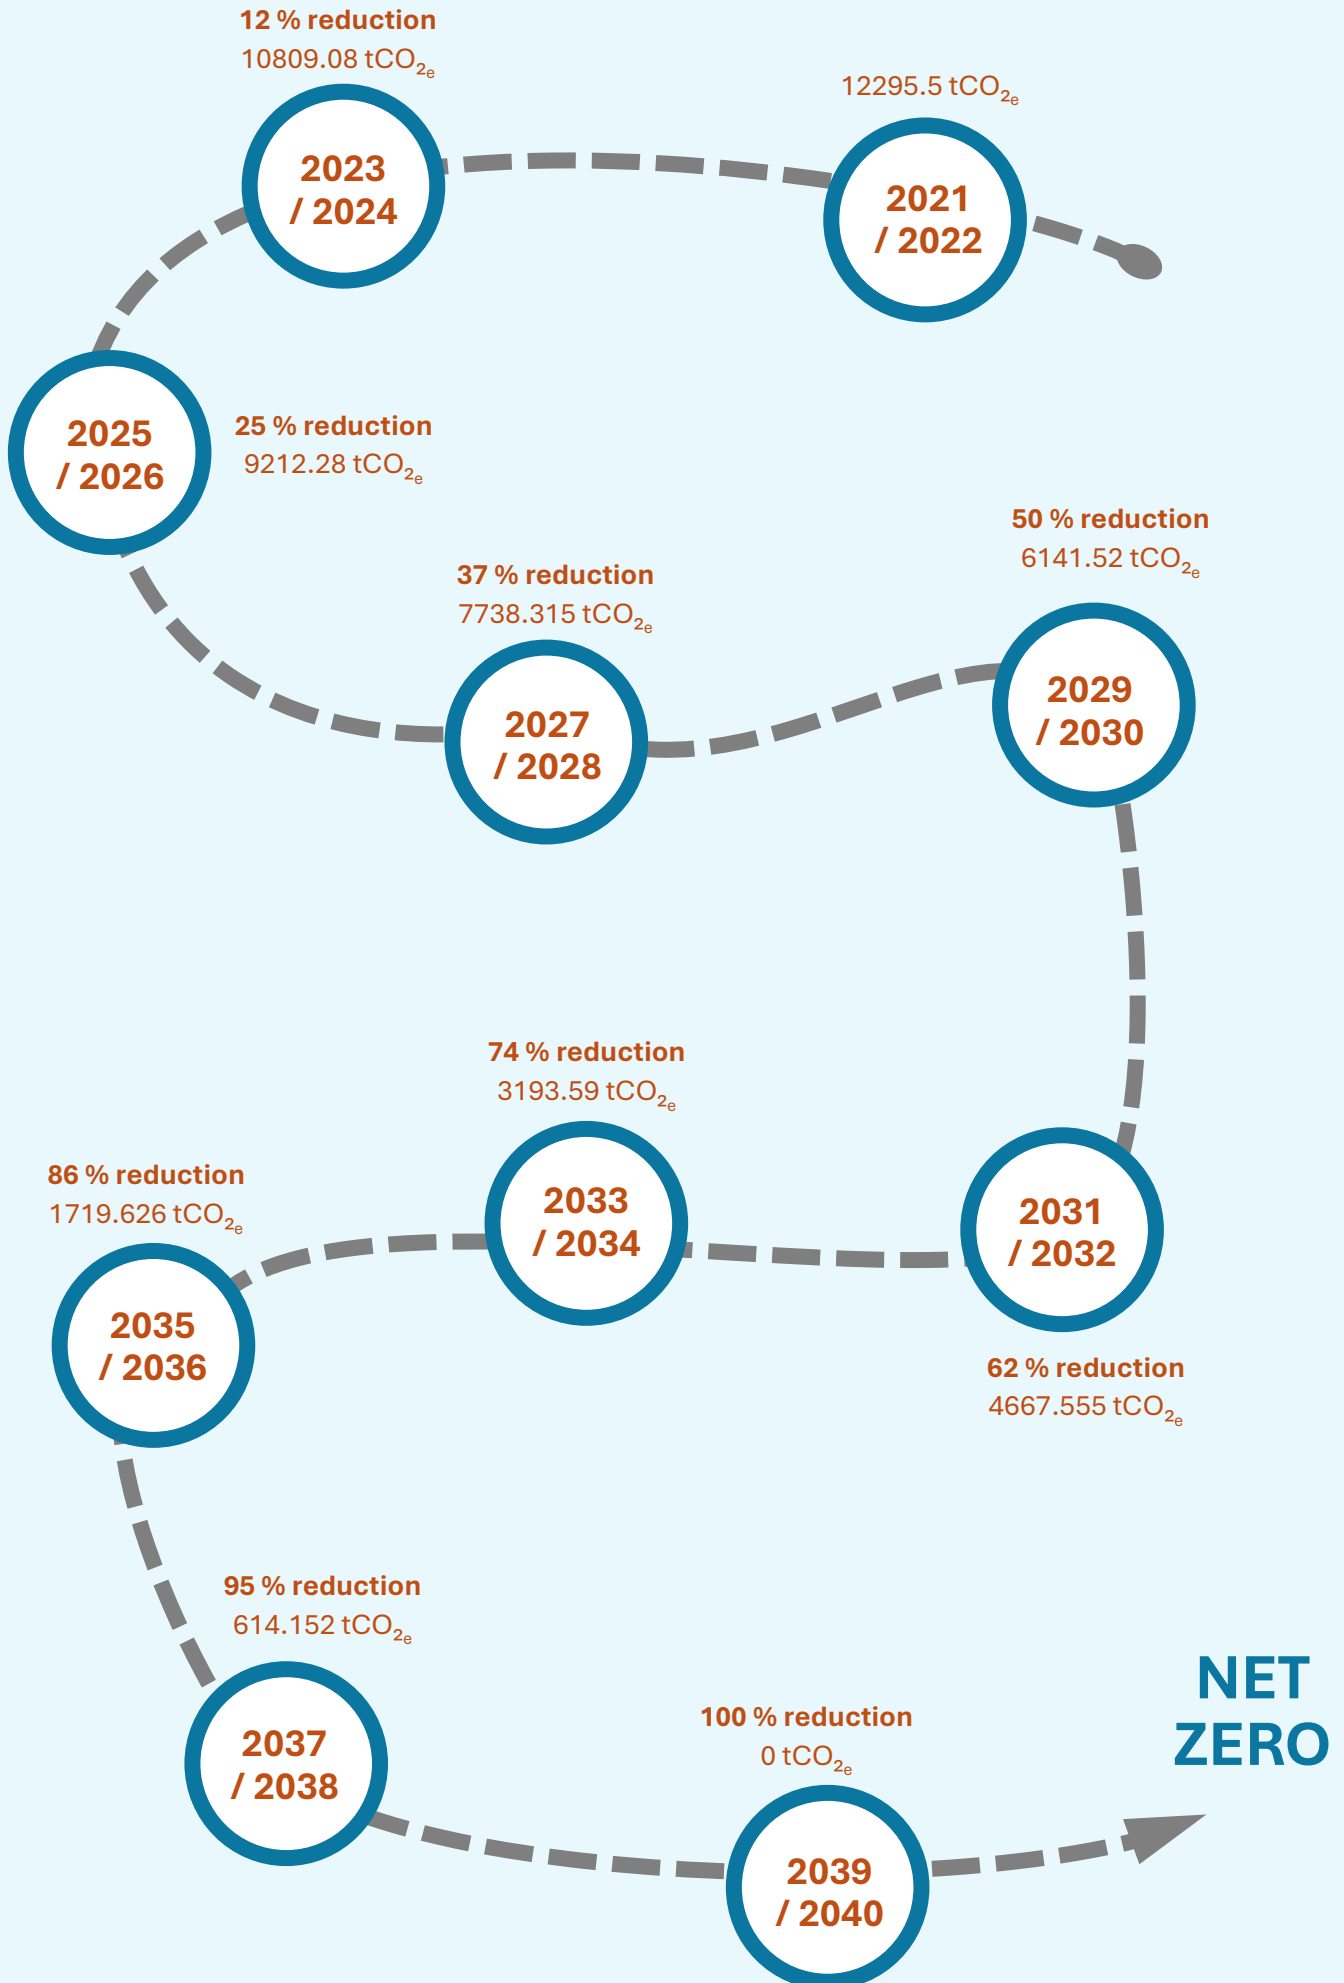 12295.5 tCO₂ₑ
2021
/ 2022
12 % reduction
10809.08 tCO₂ₑ
2023
/ 2024
25 % reduction
9212.28 tCO₂ₑ
2025
/ 2026
37 % reduction
7738.315 tCO₂ₑ
2027
/ 2028
50 % reduction
6141.52 tCO₂ₑ
2029
/ 2030
2031
/ 2032
62 % reduction
4667.555 tCO₂ₑ
74 % reduction
3193.59 tCO₂ₑ
2033
/ 2034
86 % reduction
1719.626 tCO₂ₑ
2035
/ 2036
95 % reduction
614.152 tCO₂ₑ
2037
/ 2038
100 % reduction
0 tCO₂ₑ
2039
/ 2040
NET
ZERO